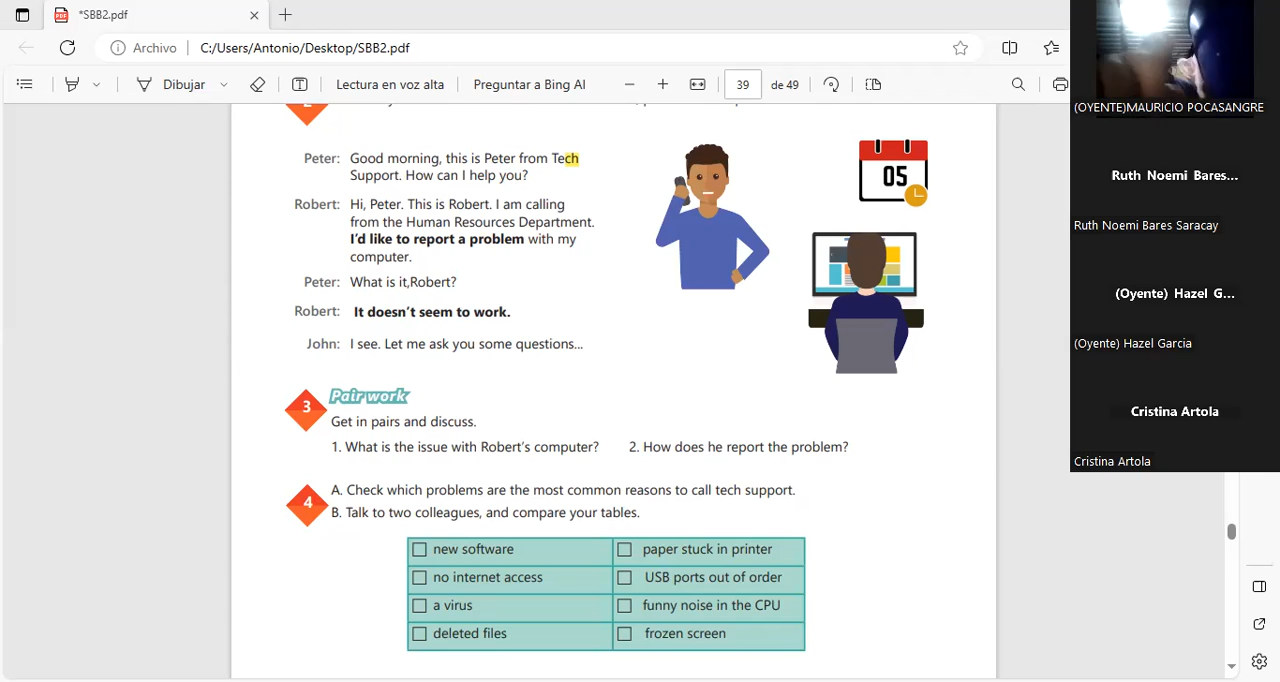 *SBB2.pdf
Archivo
C:/Users/Antonio/Desktop/SBB2.pdf
Dibujar
Lectura en voz alta
Preguntar a Bing AI
39
de 49
Peter: Good morning, this is Peter from Tech
Support. How can I help you?
05
Robert: Hi, Peter. This is Robert. I am calling
from the Human Resources Department.
I'd like to report a problem with my
computer.
Peter: What is it,Robert?
Robert: It doesn't seem to work.
John: I see. Let me ask you some questions...
3
Pair work
Get in pairs and discuss.
1. What is the issue with Robert's computer? 2. How does he report the problem?
4
A. Check which problems are the most common reasons to call tech support.
B. Talk to two colleagues, and compare your tables.
new software
paper stuck in printer
no internet access
USB ports out of order
a virus
funny noise in the CPU
deleted files
frozen screen
(OYENTE)MAURICIO POCASANGRE
Ruth Noemi Bares...
Ruth Noemi Bares Saracay
(Oyente) Hazel G...
(Oyente) Hazel Garcia
Cristina Artola
Cristina Artola